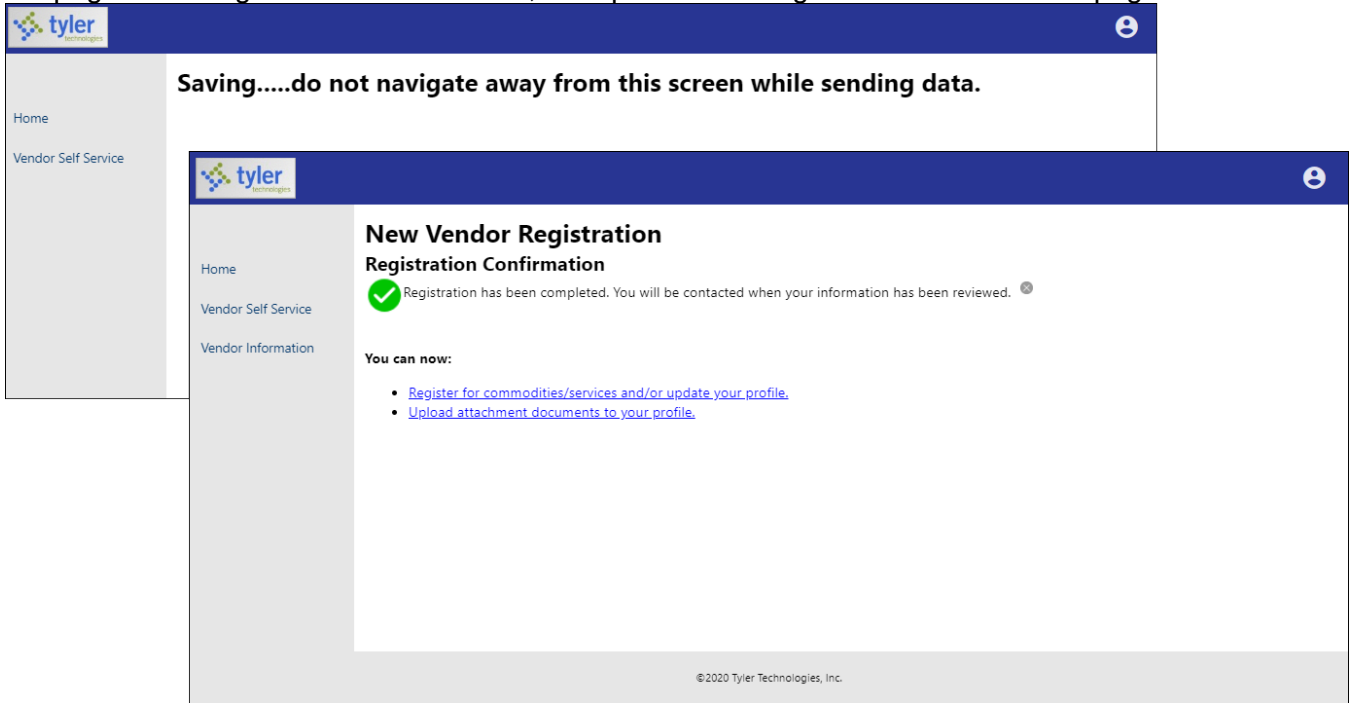 tyler
technologies
Saving.....do not navigate away from this screen while sending data.
Home
Vendor Self Service
tyler
technologies
New Vendor Registration
Registration Confirmation
Home
Registration has been completed. You will be contacted when your information has been reviewed.
Vendor Self Service
Vendor Information
You can now:
Register for commodities/services and/or update your profile.
Upload attachment documents to your profile.
©2020 Tyler Technologies, Inc.